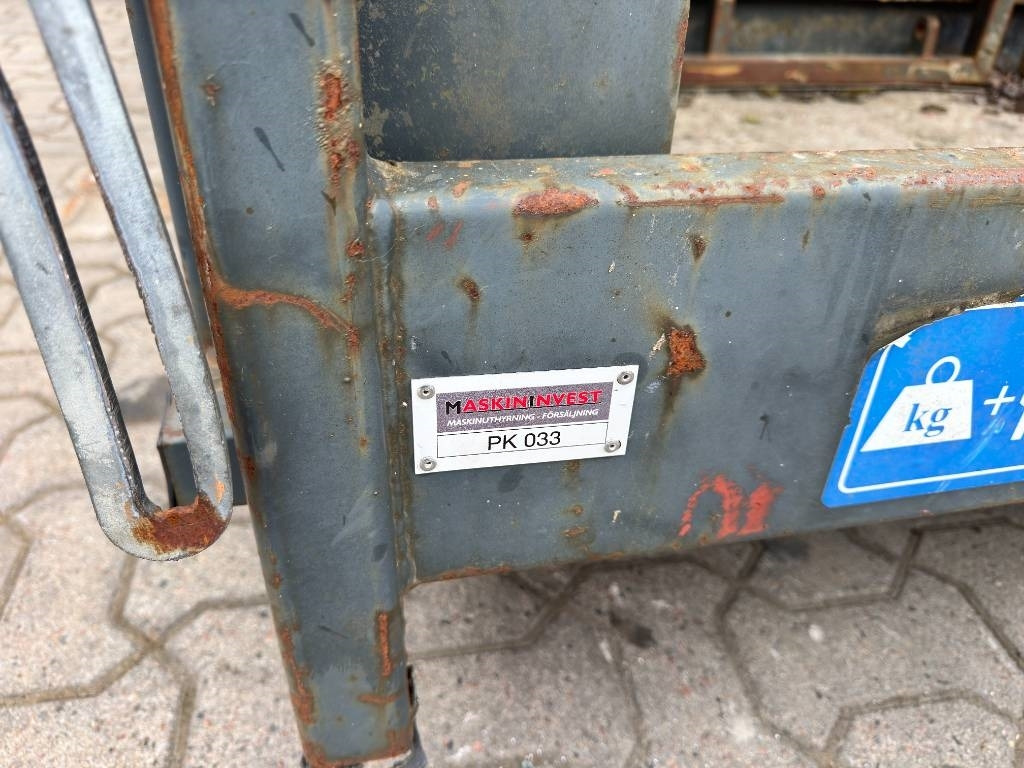 MASKININVEST
MASKINUTHYRNING - FÖRSÄLJNING
PK 033
kg
+